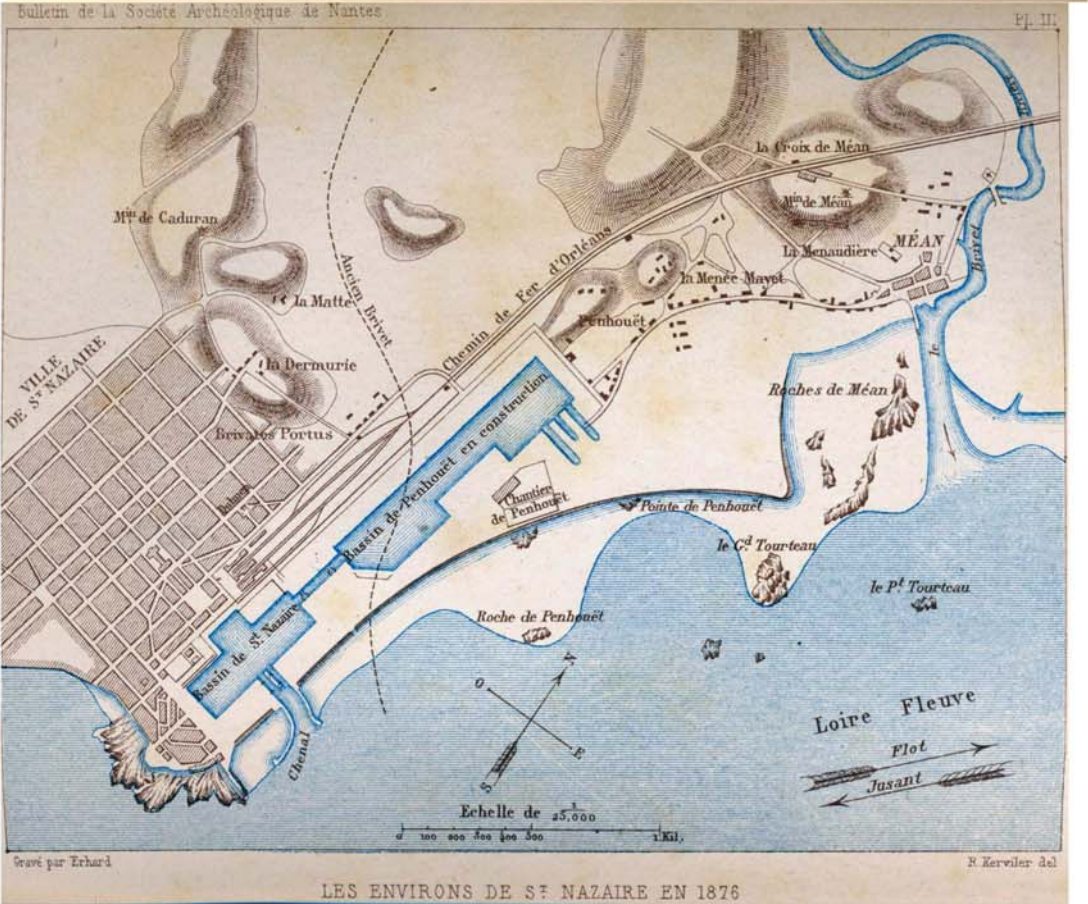 Bulletin de la Société Archéologique de Nantes
Pl. III
la Croix de Méan
Mⁱⁿ de Méan
Mⁱⁿ de Caduran
Ancien Brivet
Chemin de Fer d'Orléans
la Menaudière
MÉAN
Brivet
le
la Matte
la Menée Mayot
Penhouët
VILLE
DE Sᵗ NAZAIRE
la Dermurie
Brivates Portus
Roches de Méan
Dolmen
Bassin de Penhouët en construction
Chantier
de Penhouët
Pointe de Penhouët
le Gᵈ Tourteau
le Pᵗ Tourteau
Bassin de Sᵗ Nazaire
Roche de Penhouët
Chenal
N
O
E
S
Loire Fleuve
Flot
Jusant
Echelle de 1/25,000
0 100 200 300 400 500 1 Kil.
Gravé par Erhard
R. Kerviler del
LES ENVIRONS DE Sᵀ NAZAIRE EN 1876